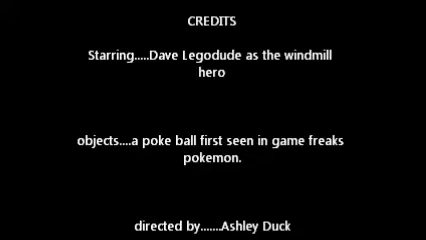 CREDITS
Starring.....Dave Legodude as the windmill
hero
objects....a poke ball first seen in game freaks
pokemon.
directed by.......Ashley Duck